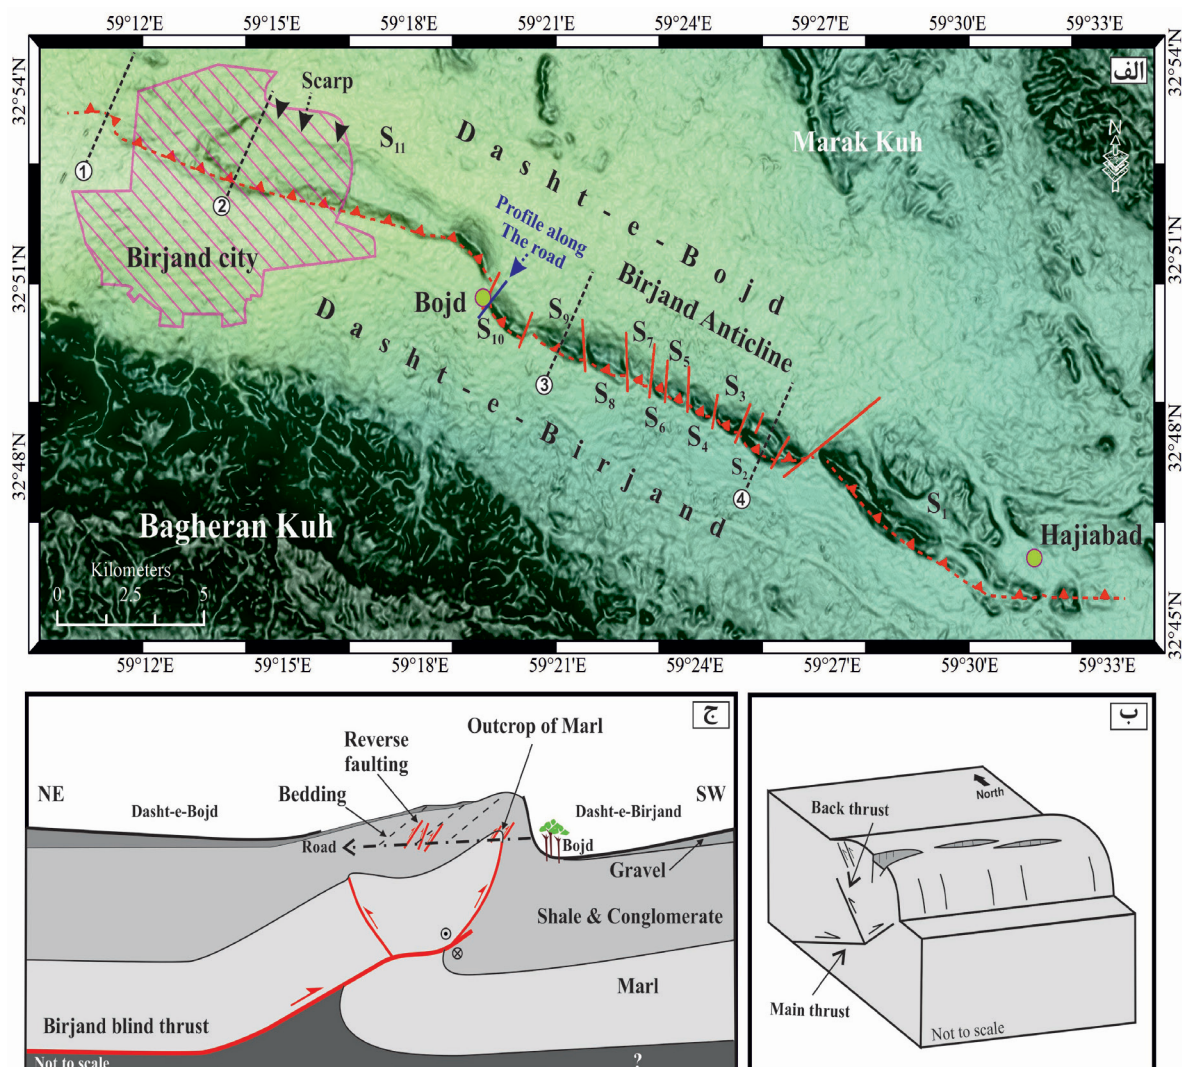 59°12'E 59°15'E 59°18'E 59°21'E 59°24'E 59°27'E 59°30'E 59°33'E
32°54'N
32°54'N
الف
Scarp
S11
Dasht-e-Bojd
Marak Kuh
N
1
2
Birjand city
Profile along
The road
32°51'N
32°51'N
Bojd
Birjand Anticline
S10
S9
S7
S5
S3
3
S8
S6
S4
S2
Dasht-e-Birjand
4
S1
32°48'N
32°48'N
Bagheran Kuh
Hajiabad
Kilometers
0 2.5 5
32°45'N
59°12'E 59°15'E 59°18'E 59°21'E 59°24'E 59°27'E 59°30'E 59°33'E
ج
Outcrop of Marl
Reverse
faulting
NE
Bedding
SW
Dasht-e-Bojd
Dasht-e-Birjand
Road
Bojd
Gravel
Shale & Conglomerate
Marl
Birjand blind thrust
Not to scale
?
ب
North
Back thrust
Main thrust
Not to scale